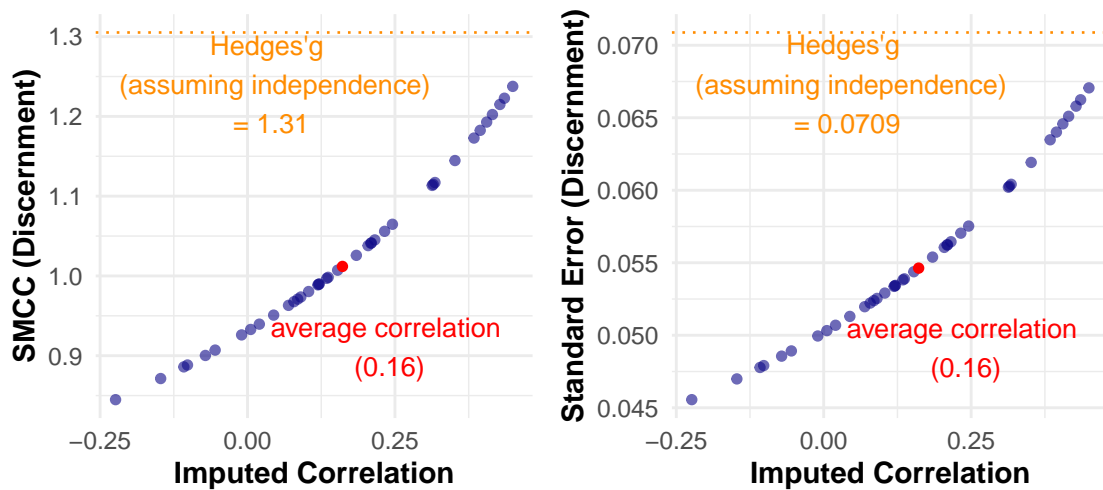 SMCC (Discernment)
1.3
1.2
1.1
1.0
0.9
Hedges'g
(assuming independence)
= 1.31
average correlation
(0.16)
−0.25
0.00
0.25
Imputed Correlation
Standard Error (Discernment)
0.070
0.065
0.060
0.055
0.050
0.045
Hedges'g
(assuming independence)
= 0.0709
average correlation
(0.16)
−0.25
0.00
0.25
Imputed Correlation